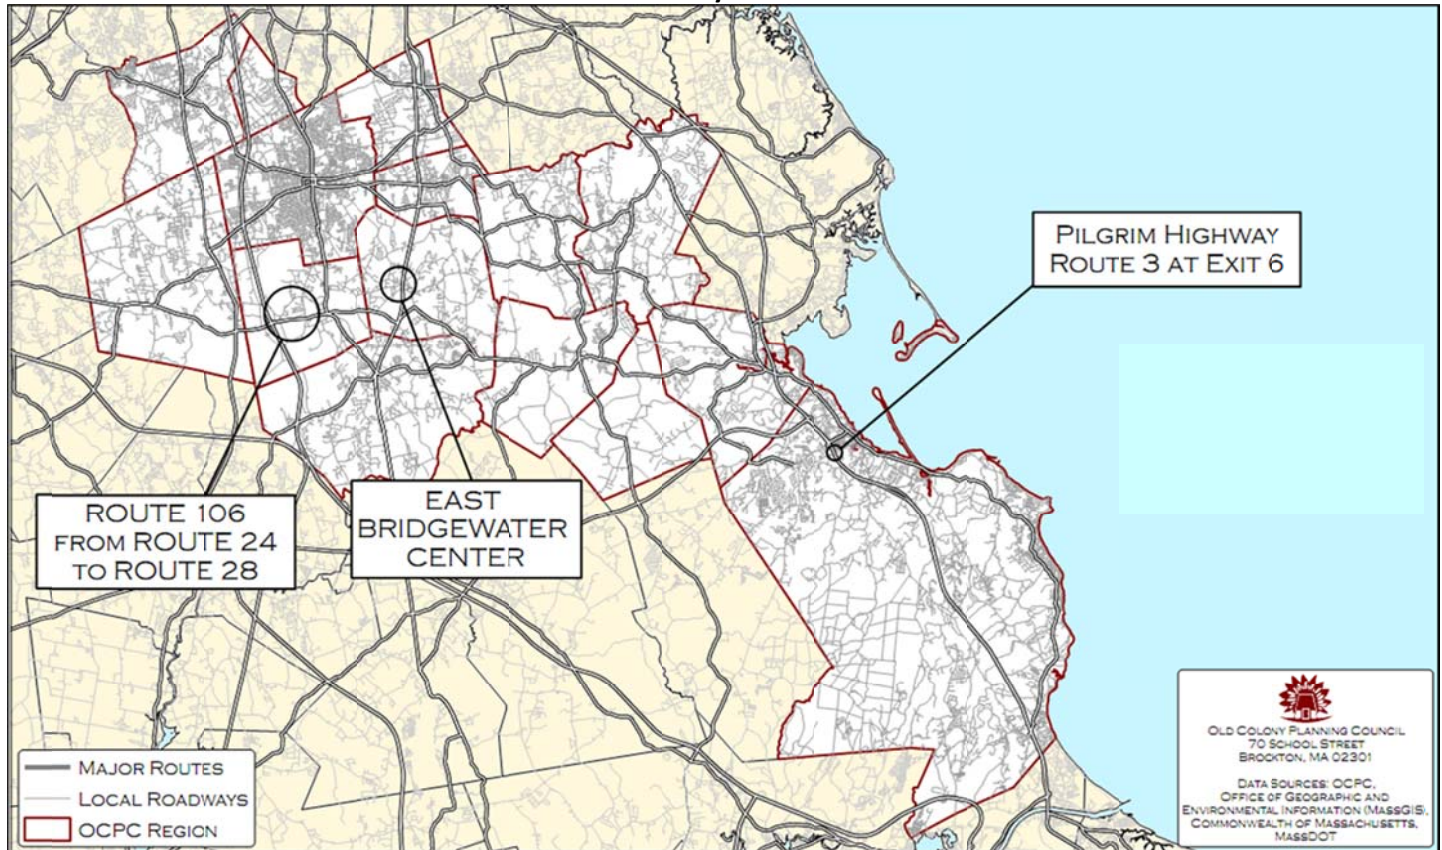 PILGRIM HIGHWAY
ROUTE 3 AT EXIT 6
ROUTE 106
FROM ROUTE 24
TO ROUTE 28
EAST
BRIDGEWATER
CENTER
MAJOR ROUTES
LOCAL ROADWAYS
OCPC REGION
OLD COLONY PLANNING COUNCIL
70 SCHOOL STREET
BROCKTON, MA 02301
DATA SOURCES: OCPC,
OFFICE OF GEOGRAPHIC AND
ENVIRONMENTAL INFORMATION (MASSGIS),
COMMONWEALTH OF MASSACHUSETTS,
MASSDOT